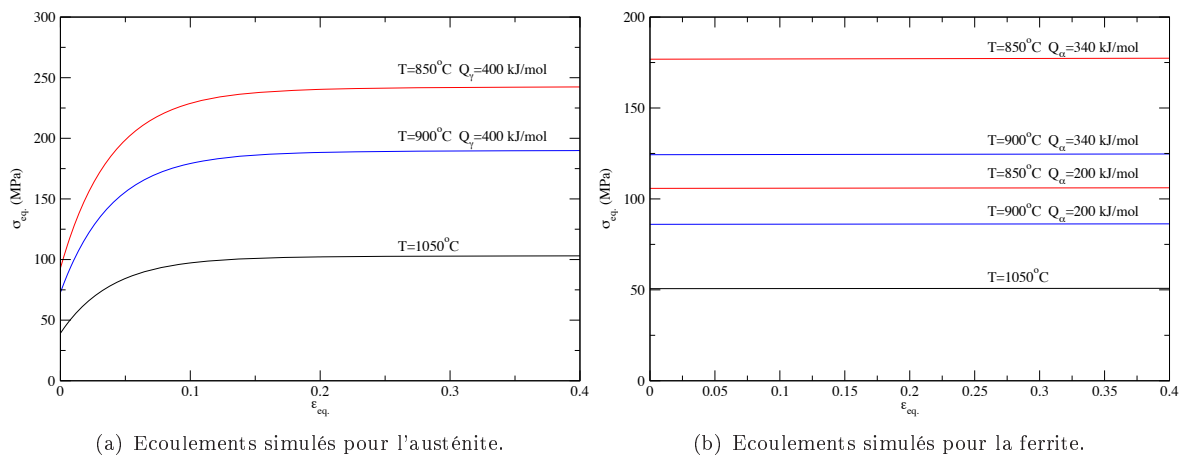 300
250
200
150
100
50
0
σeq. (MPa)
T=850°C Qγ=400 kJ/mol
T=900°C Qγ=400 kJ/mol
T=1050°C
0 0.1 0.2 0.3 0.4
εeq.
(a) Ecoulements simulés pour l'austénite.
200
150
100
50
0
σeq. (MPa)
T=850°C Qα=340 kJ/mol
T=900°C Qα=340 kJ/mol
T=850°C Qα=200 kJ/mol
T=900°C Qα=200 kJ/mol
T=1050°C
0 0.05 0.1 0.15 0.2 0.25 0.3 0.35 0.4
εeq.
(b) Ecoulements simulés pour la ferrite.